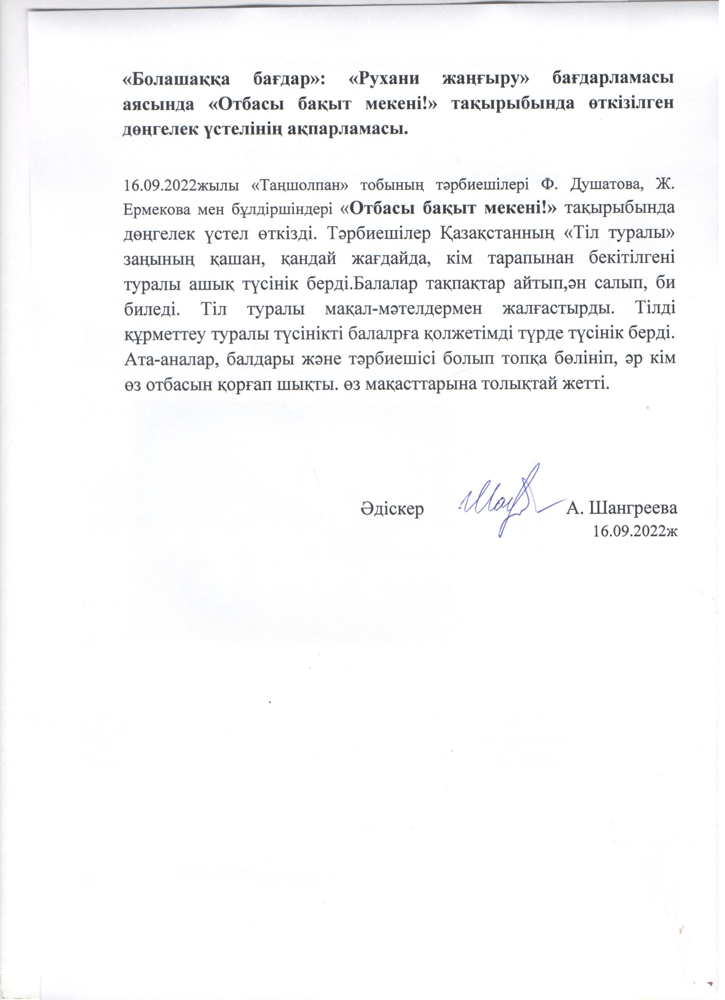 «Болашаққа бағдар»: «Рухани жаңғыру» бағдарламасы
аясында «Отбасы бақыт мекені!» тақырыбында өткізілген
дөңгелек үстелінің ақпарламасы.
16.09.2022жылы «Таңшолпан» тобының тәрбиешілері Ф. Душатова, Ж.
Ермекова мен бұлдіршіндері «Отбасы бақыт мекені!» тақырыбында
дөңгелек үстел өткізді. Тәрбиешілер Қазақстанның «Тіл туралы»
заңының қашан, қандай жағдайда, кім тарапынан бекітілгені
туралы ашық түсінік берді.Балалар тақпақтар айтып,ән салып, би
биледі. Тіл туралы мақал-мәтелдермен жалғастырды. Тілді
құрметтеу туралы түсінікті балалрға қолжетімді түрде түсінік берді.
Ата-аналар, балдары және тәрбиешісі болып топқа бөлініп, әр кім
өз отбасын қорғап шықты. өз мақасттарына толықтай жетті.
Әдіскер А. Шангреева
16.09.2022ж